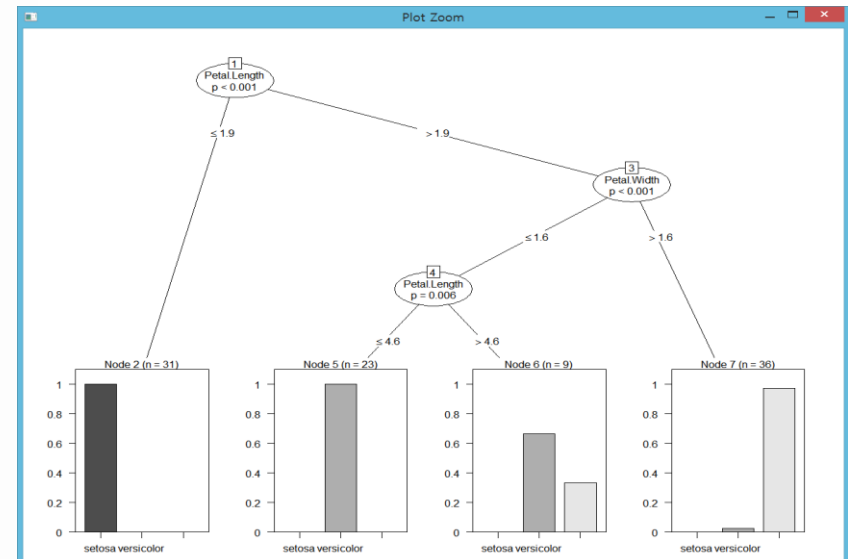 Plot Zoom
1
Petal.Length
p < 0.001
≤ 1.9
> 1.9
3
Petal.Width
p < 0.001
≤ 1.6
> 1.6
4
Petal.Length
p = 0.006
≤ 4.6
> 4.6
Node 2 (n = 31)
1
0.8
0.6
0.4
0.2
0
setosa versicolor
Node 5 (n = 23)
1
0.8
0.6
0.4
0.2
0
setosa versicolor
Node 6 (n = 9)
1
0.8
0.6
0.4
0.2
0
setosa versicolor
Node 7 (n = 36)
1
0.8
0.6
0.4
0.2
0
setosa versicolor